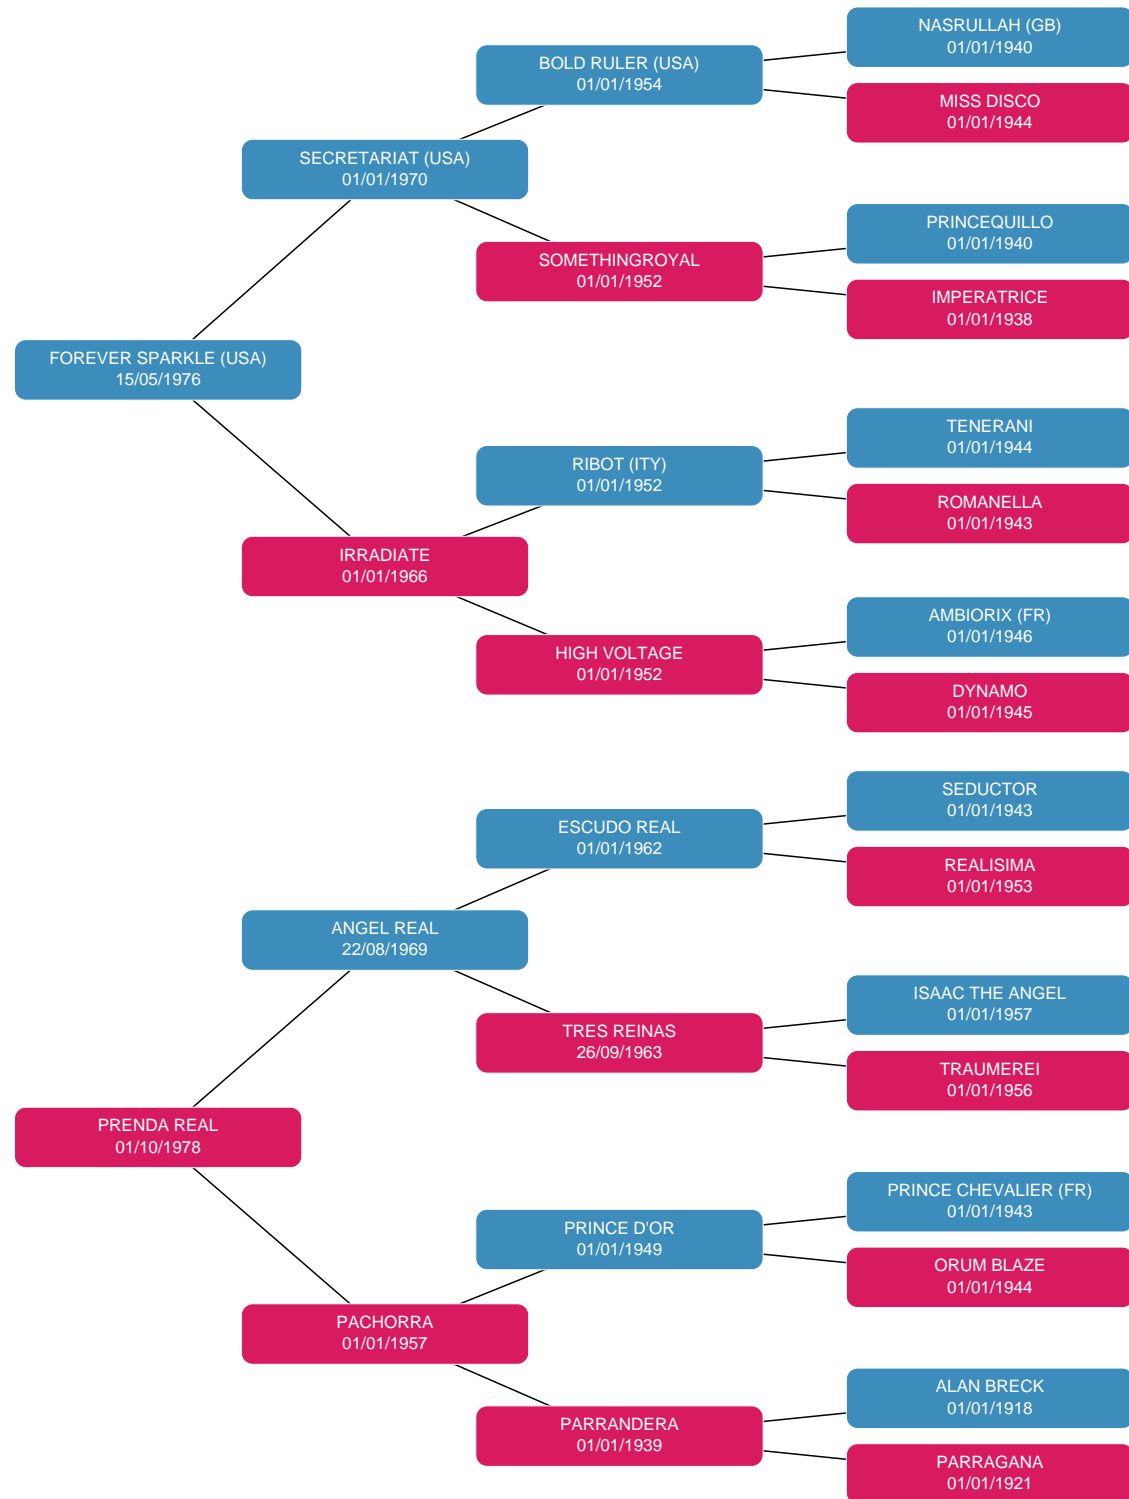 NASRULLAH (GB)
01/01/1940
BOLD RULER (USA)
01/01/1954
MISS DISCO
01/01/1944
SECRETARIAT (USA)
01/01/1970
PRINCEQUILLO
01/01/1940
SOMETHINGROYAL
01/01/1952
IMPERATRICE
01/01/1938
FOREVER SPARKLE (USA)
15/05/1976
TENERANI
01/01/1944
RIBOT (ITY)
01/01/1952
ROMANELLA
01/01/1943
IRRADIATE
01/01/1966
AMBIORIX (FR)
01/01/1946
HIGH VOLTAGE
01/01/1952
DYNAMO
01/01/1945
SEDUCTOR
01/01/1943
ESCUDO REAL
01/01/1962
REALISIMA
01/01/1953
ANGEL REAL
22/08/1969
ISAAC THE ANGEL
01/01/1957
TRES REINAS
26/09/1963
TRAUMEREI
01/01/1956
PRENDA REAL
01/10/1978
PRINCE CHEVALIER (FR)
01/01/1943
PRINCE D'OR
01/01/1949
ORUM BLAZE
01/01/1944
PACHORRA
01/01/1957
ALAN BRECK
01/01/1918
PARRANDERA
01/01/1939
PARRAGANA
01/01/1921